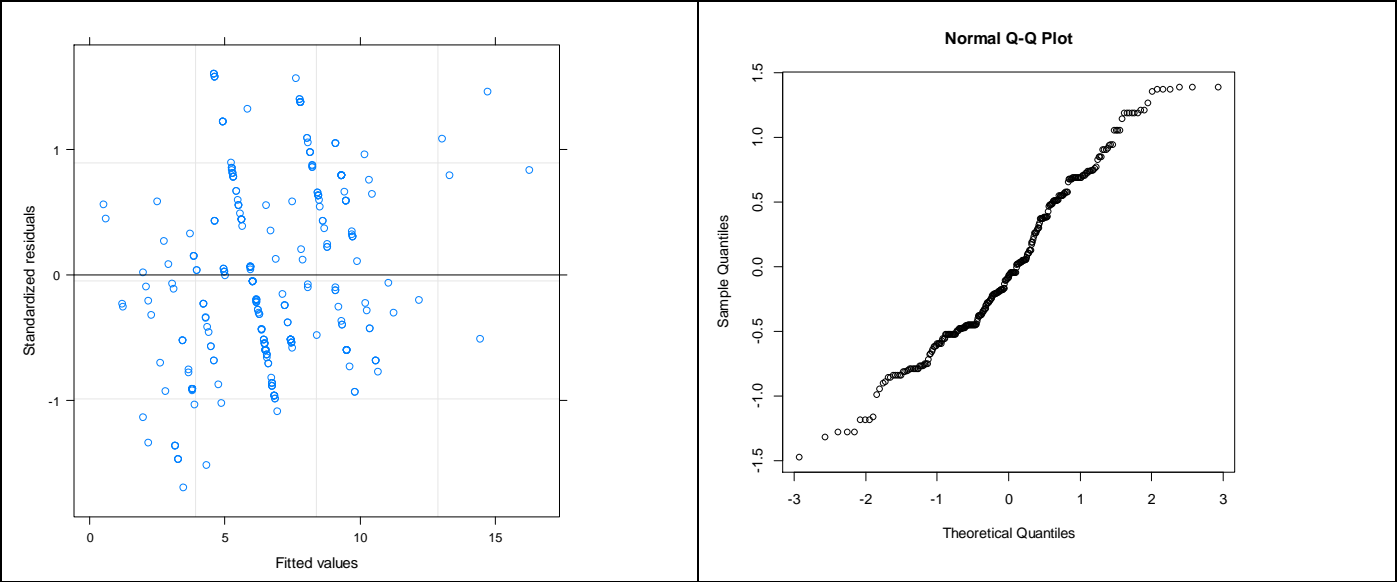 1
0
-1
Standardized residuals
0 5 10 15
Fitted values
Normal Q-Q Plot
1.5
1.0
0.5
0.0
-0.5
-1.0
-1.5
Sample Quantiles
-3 -2 -1 0 1 2 3
Theoretical Quantiles